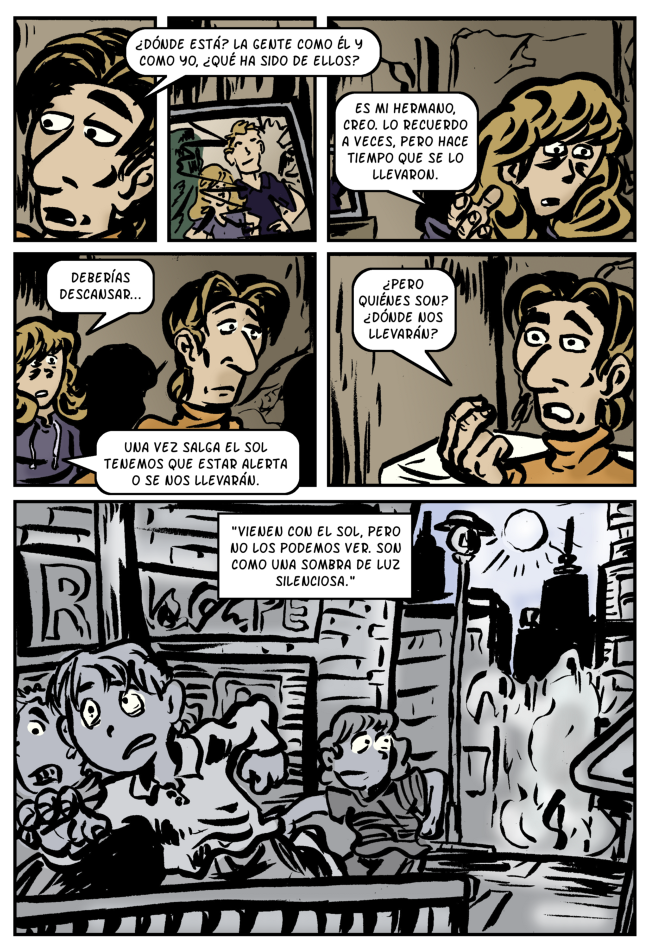 ¿DÓNDE ESTÁ? LA GENTE COMO ÉL Y
COMO YO, ¿QUÉ HA SIDO DE ELLOS?
ES MI HERMANO,
CREO. LO RECUERDO
A VECES, PERO HACE
TIEMPO QUE SE LO
LLEVARON.
DEBERÍAS
DESCANSAR...
UNA VEZ SALGA EL SOL
TENEMOS QUE ESTAR ALERTA
O SE NOS LLEVARÁN.
¿PERO
QUIÉNES SON?
¿DÓNDE NOS
LLEVARÁN?
"VIENEN CON EL SOL, PERO
NO LOS PODEMOS VER. SON
COMO UNA SOMBRA DE LUZ
SILENCIOSA."
R